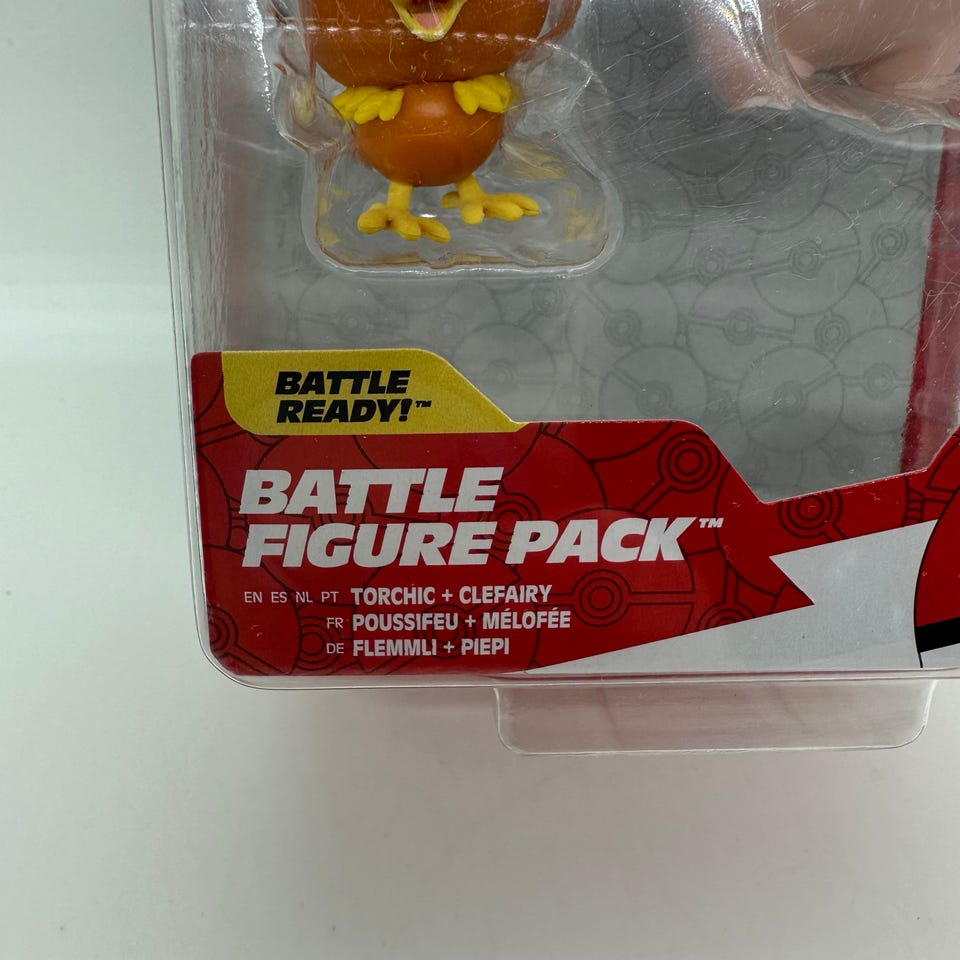 BATTLE
READY!™
BATTLE
FIGURE PACK™
EN ES NL PT TORCHIC + CLEFAIRY
FR POUSSIFEU + MÉLOFÉE
DE FLEMMLI + PIEPI